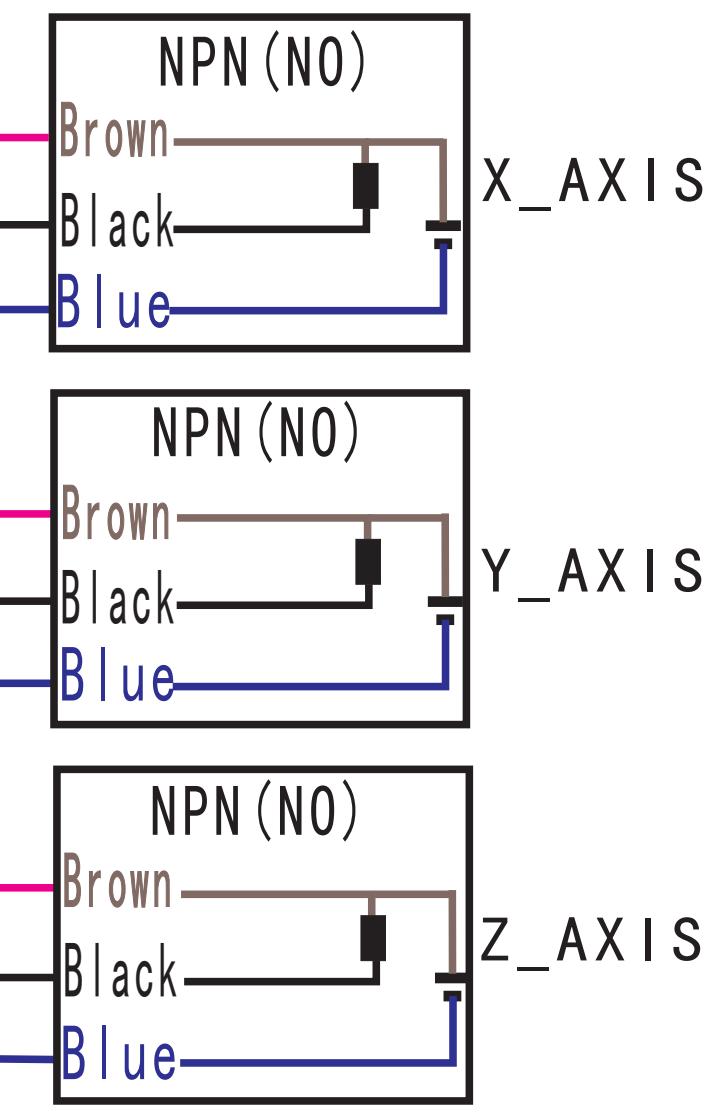 NPN(NO)
Brown
Black
Blue
X_AXIS
NPN(NO)
Brown
Black
Blue
Y_AXIS
NPN(NO)
Brown
Black
Blue
Z_AXIS